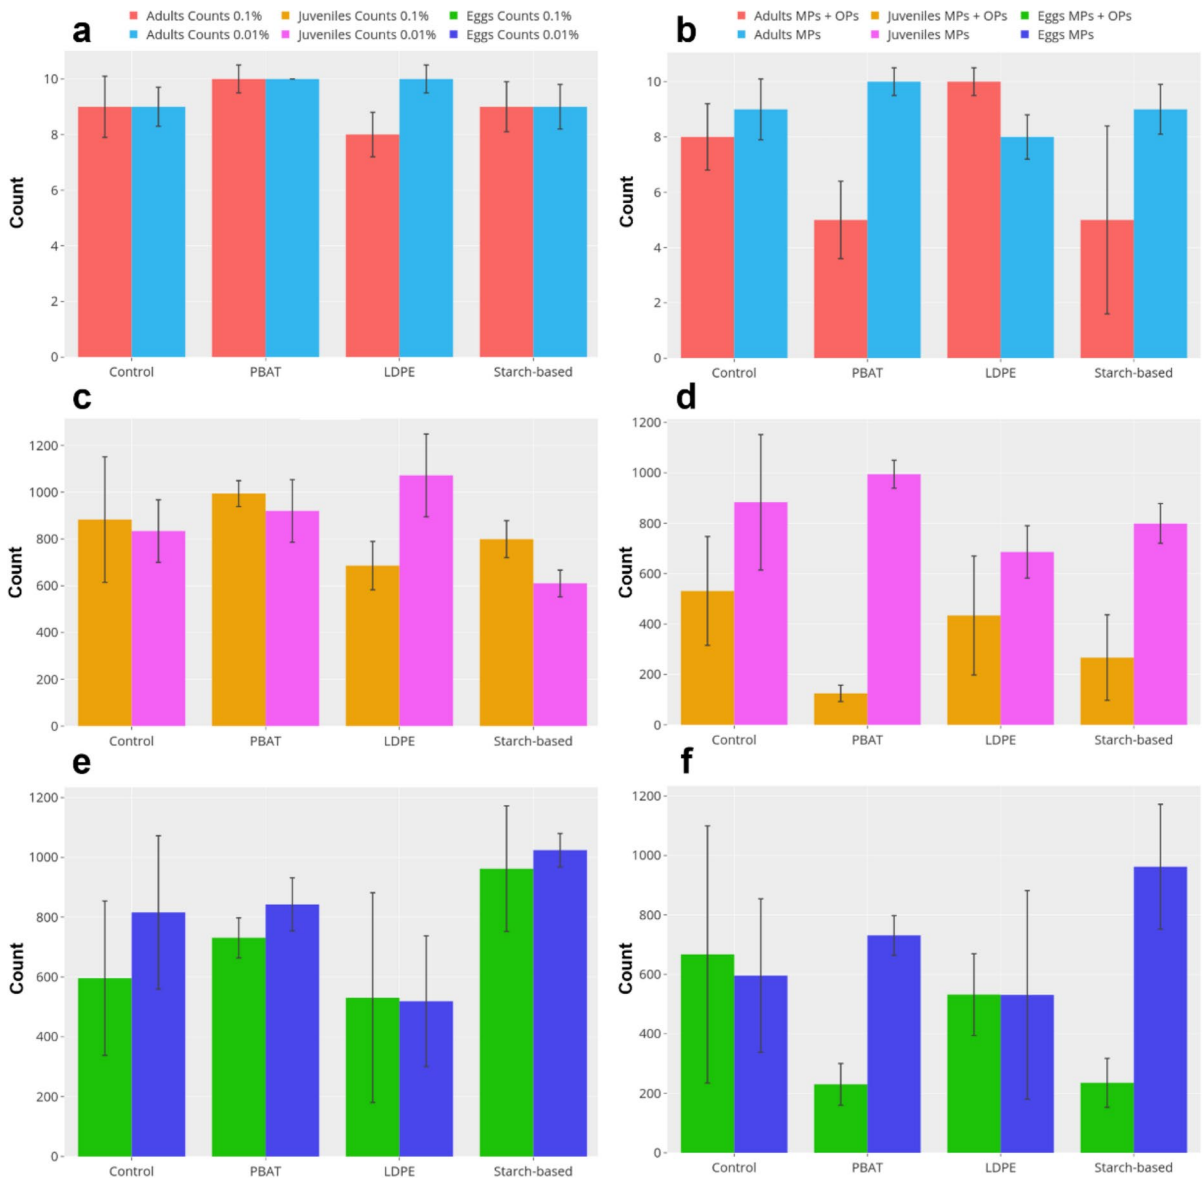 a
Adults Counts 0.1% Juveniles Counts 0.1% Eggs Counts 0.1%
Adults Counts 0.01% Juveniles Counts 0.01% Eggs Counts 0.01%
Count
10
8
6
4
2
0
Control PBAT LDPE Starch-based
b
Adults MPs + OPs Juveniles MPs + OPs Eggs MPs + OPs
Adults MPs Juveniles MPs Eggs MPs
Count
10
8
6
4
2
0
Control PBAT LDPE Starch-based
c
Count
1200
1000
800
600
400
200
0
Control PBAT LDPE Starch-based
d
Count
1200
1000
800
600
400
200
0
Control PBAT LDPE Starch-based
e
Count
1200
1000
800
600
400
200
0
Control PBAT LDPE Starch-based
f
Count
1200
1000
800
600
400
200
0
Control PBAT LDPE Starch-based